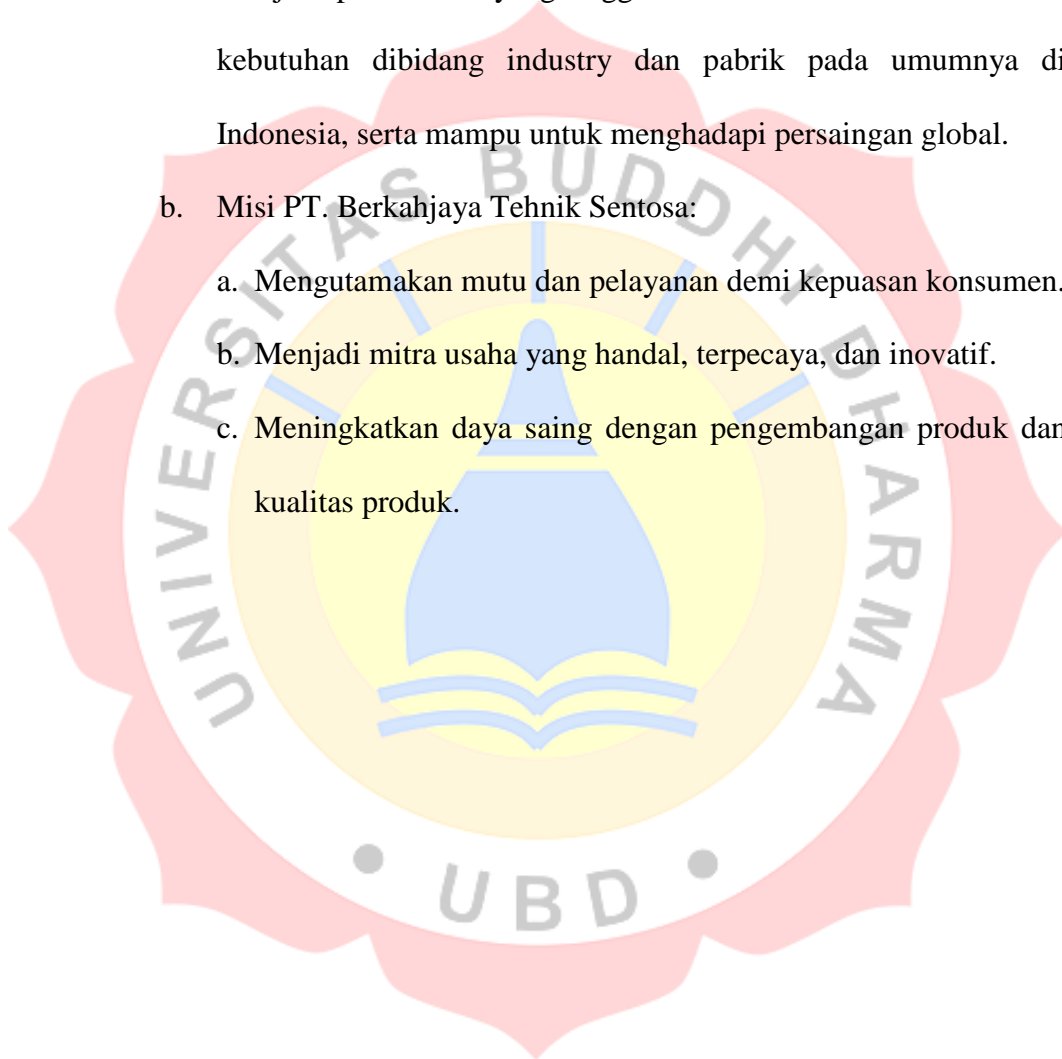 kebutuhan dibidang industry dan pabrik pada umumnya di
Indonesia, serta mampu untuk menghadapi persaingan global.
b. Misi PT. Berkahjaya Tehnik Sentosa:
a. Mengutamakan mutu dan pelayanan demi kepuasan konsumen.
b. Menjadi mitra usaha yang handal, terpecaya, dan inovatif.
c. Meningkatkan daya saing dengan pengembangan produk dan
kualitas produk.
UNIVERSITAS BUDDHI DHARMA
• UBD •